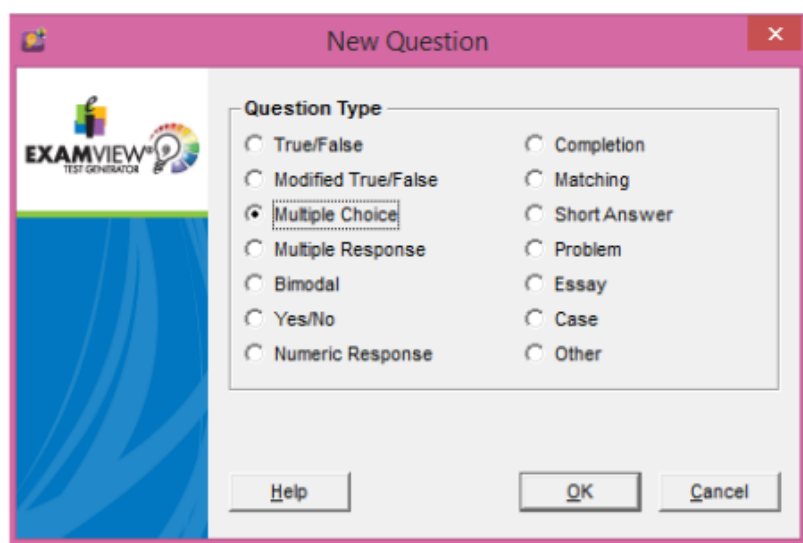 New Question
EXAMVIEW®
TEST GENERATOR
Question Type
True/False
Modified True/False
Multiple Choice
Multiple Response
Bimodal
Yes/No
Numeric Response
Completion
Matching
Short Answer
Problem
Essay
Case
Other
Help
OK
Cancel